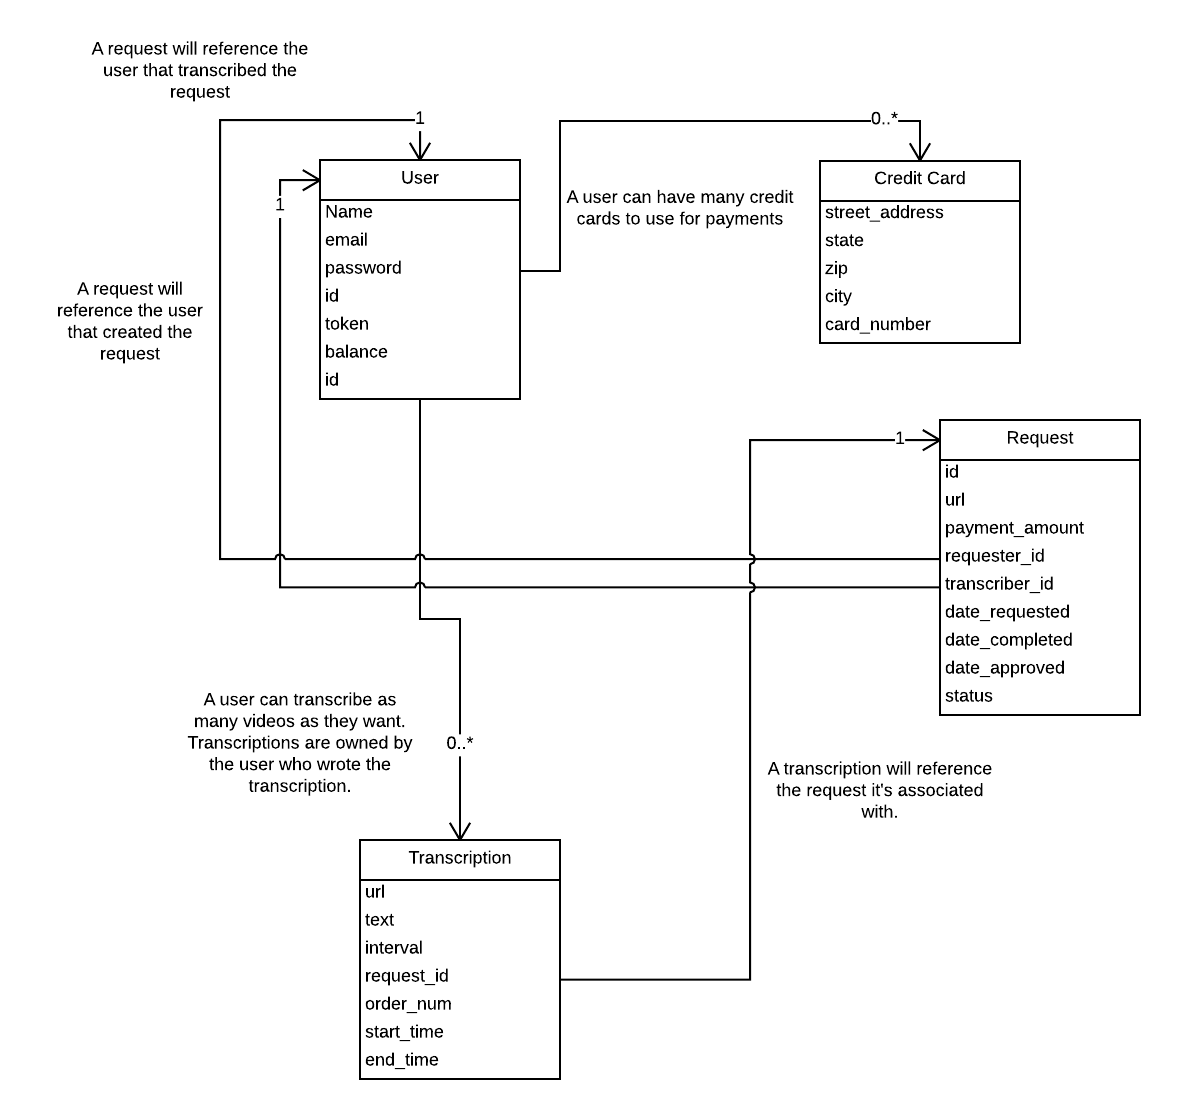 A request will reference the
user that transcribed the
request
1
0..*
User
Name
email
password
id
token
balance
id
1
A user can have many credit
cards to use for payments
Credit Card
street_address
state
zip
city
card_number
A request will
reference the user
that created the
request
1
Request
id
url
payment_amount
requester_id
transcriber_id
date_requested
date_completed
date_approved
status
A user can transcribe as
many videos as they want.
Transcriptions are owned by
the user who wrote the
transcription.
0..*
A transcription will reference
the request it's associated
with.
Transcription
url
text
interval
request_id
order_num
start_time
end_time